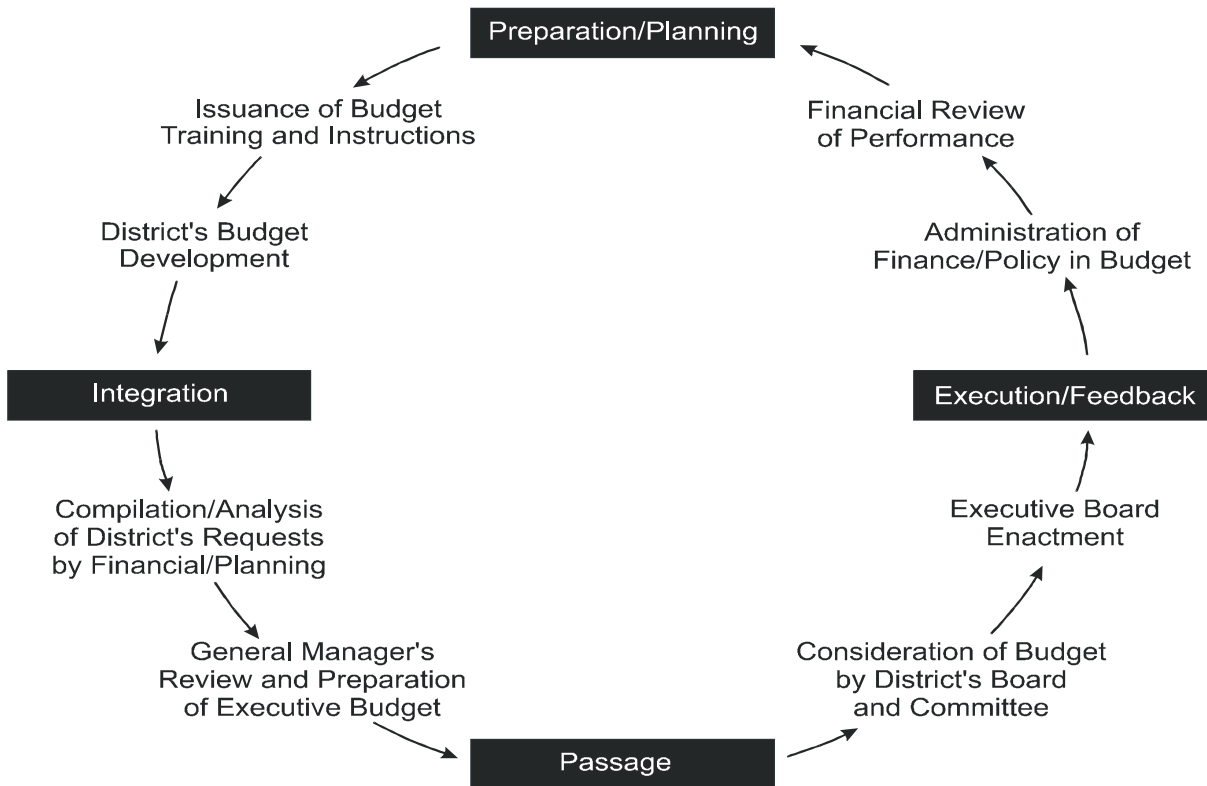 Preparation/Planning
Issuance of Budget
Training and Instructions
District's Budget
Development
Integration
Compilation/Analysis
of District's Requests
by Financial/Planning
General Manager's
Review and Preparation
of Executive Budget
Passage
Consideration of Budget
by District's Board
and Committee
Executive Board
Enactment
Execution/Feedback
Administration of
Finance/Policy in Budget
Financial Review
of Performance